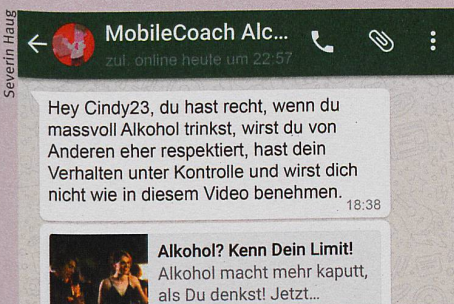 Severin Haug
MobileCoach Alc...
zul. online heute um 22:57
Hey Cindy23, du hast recht, wenn du
massvoll Alkohol trinkst, wirst du von
Anderen eher respektiert, hast dein
Verhalten unter Kontrolle und wirst dich
nicht wie in diesem Video benehmen.
18:38
Alkohol? Kenn Dein Limit!
Alkohol macht mehr kaputt,
als Du denkst! Jetzt...